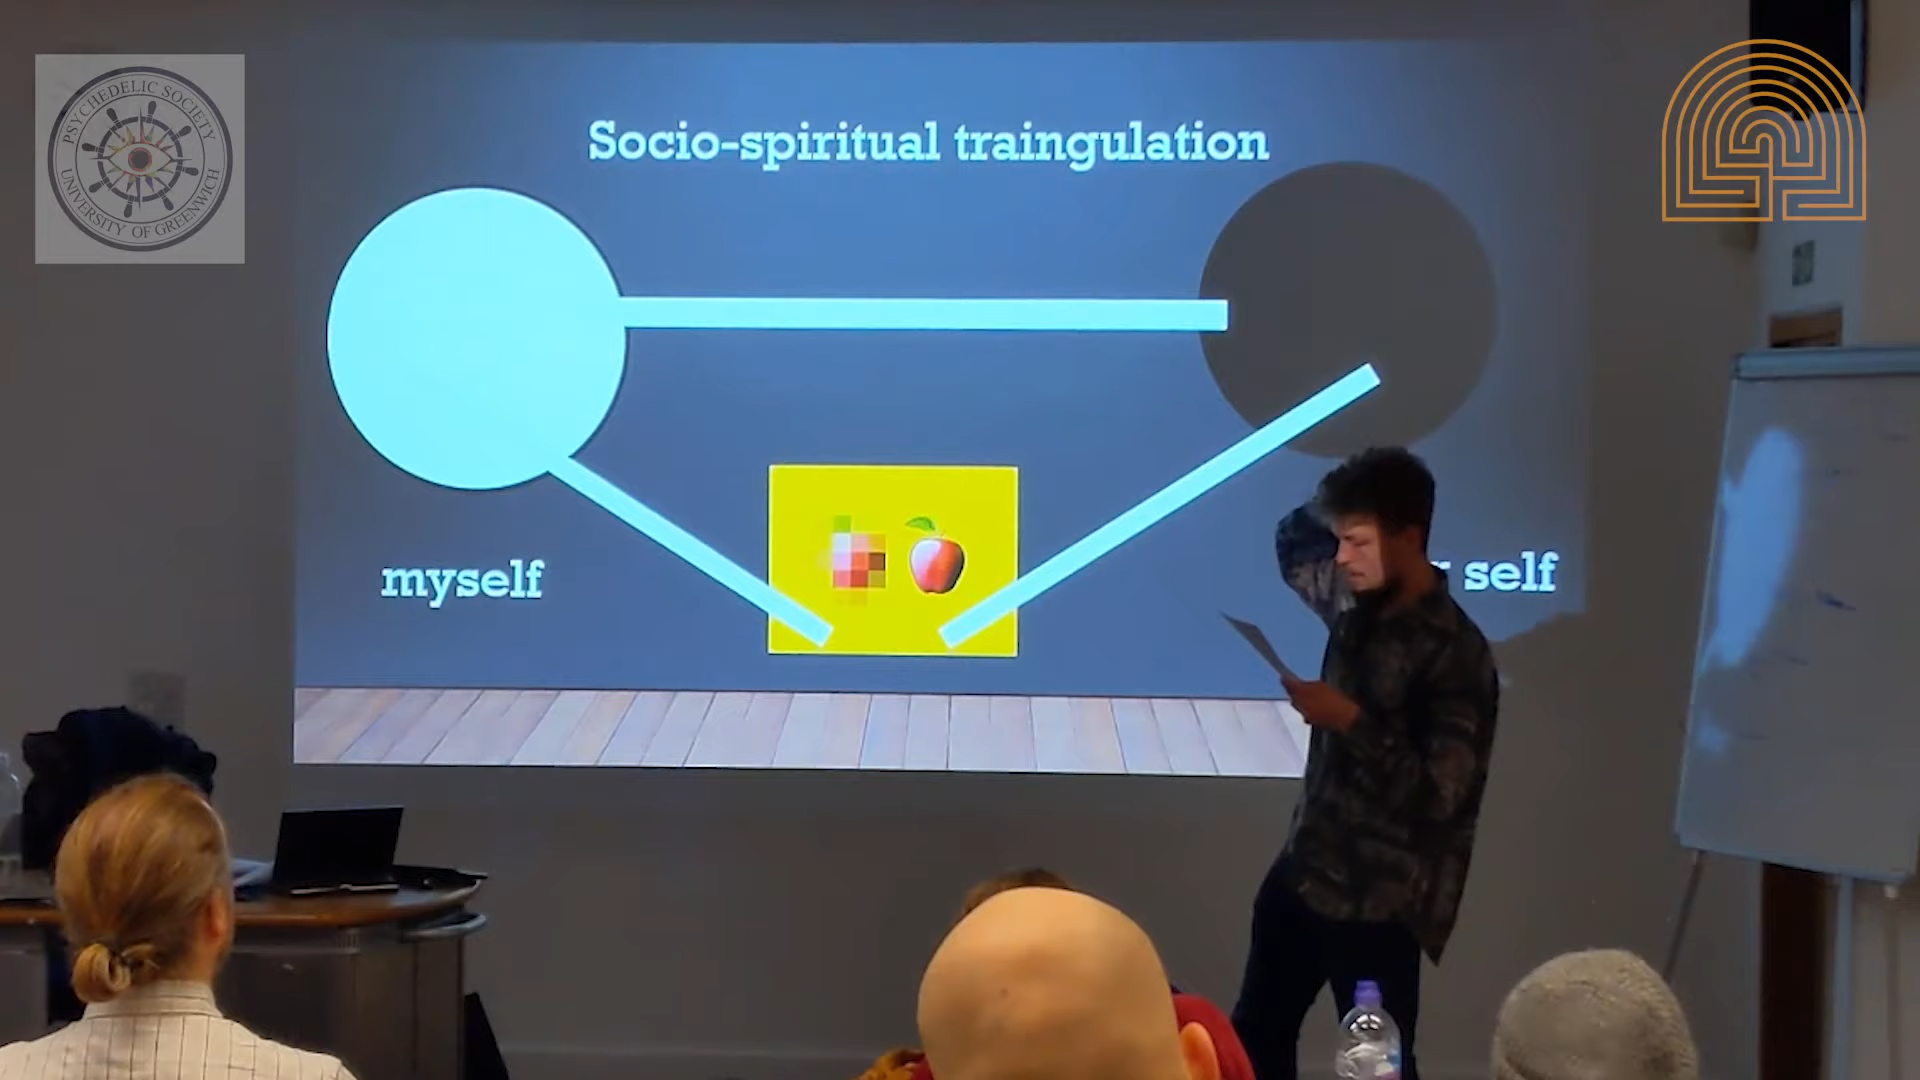 PSYCHEDELIC SOCIETY
UNIVERSITY OF GREENWICH
Socio-spiritual traingulation
myself
self